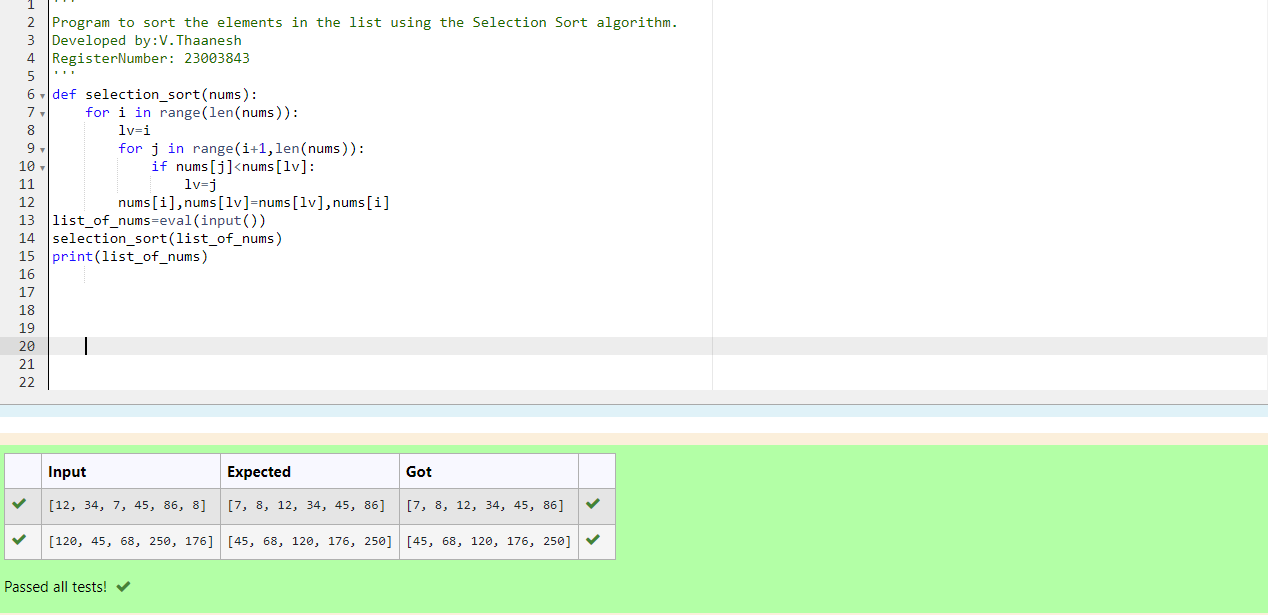 1 '''
2 Program to sort the elements in the list using the Selection Sort algorithm.
3 Developed by:V.Thaanesh
4 RegisterNumber: 23003843
5 '''
6 def selection_sort(nums):
7     for i in range(len(nums)):
8         lv=i
9         for j in range(i+1,len(nums)):
10             if nums[j]<nums[lv]:
11                 lv=j
12         nums[i],nums[lv]=nums[lv],nums[i]
13 list_of_nums=eval(input())
14 selection_sort(list_of_nums)
15 print(list_of_nums)
16
17
18
19
20
21
22
Input Expected Got
[12, 34, 7, 45, 86, 8] [7, 8, 12, 34, 45, 86] [7, 8, 12, 34, 45, 86]
[120, 45, 68, 250, 176] [45, 68, 120, 176, 250] [45, 68, 120, 176, 250]
Passed all tests!